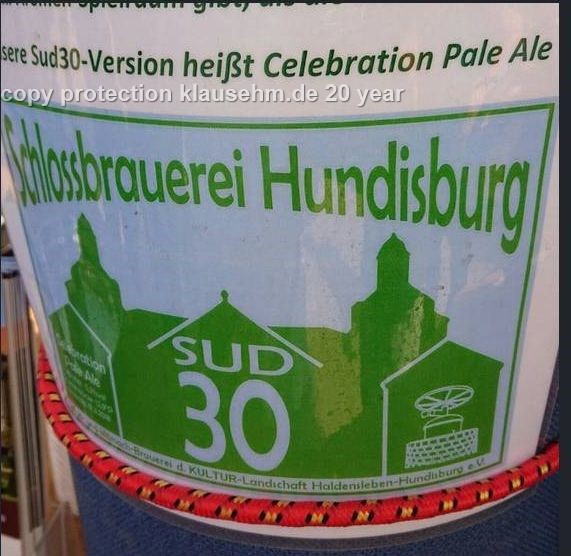 sere Sud30-Version heißt Celebration Pale Ale
copy protection klausehm.de 20 year
Schlossbrauerei Hundisburg
SUD
30
Celebration
Pale Ale
-Brauerei d. KULTUR-Landschaft Haldensleben-Hundisburg e.V.